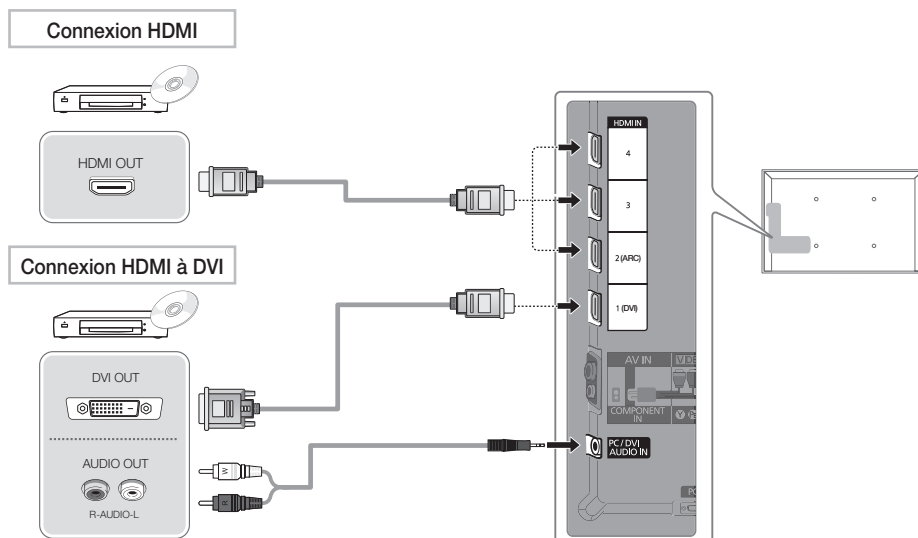 Connexion HDMI
HDMI OUT
HDMI IN
4
3
2 (ARC)
1 (DVI)
Connexion HDMI à DVI
DVI OUT
AUDIO OUT
R-AUDIO-L
W
R
AV IN
COMPONENT
IN
PC / DVI
AUDIO IN